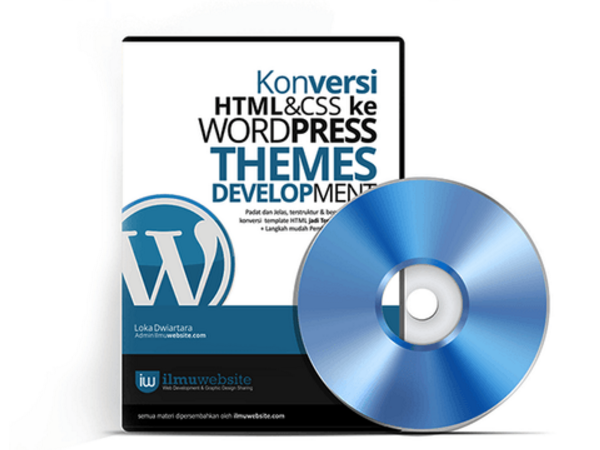 Konversi
HTML&CSS ke
WORDPRESS
THEMES
DEVELOPMENT
Padat dan Jelas, terstruktur &
konversi template HTML jadi
+ Langkah mudah
W
Loka Dwiartara
Admin ilmuwebsite.com
iw ilmuwebsite
Web Development & Graphic Design Sharing
semua materi dipersembahkan oleh ilmuwebsite.com